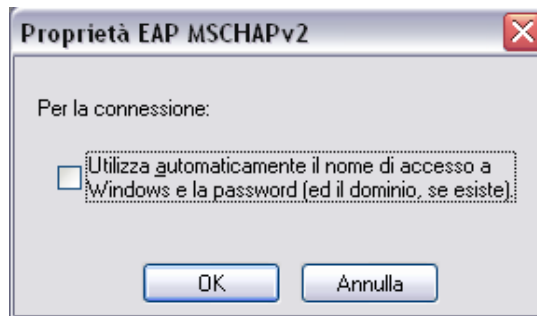 Proprietà EAP MSCHAPv2
Per la connessione:
Utilizza automaticamente il nome di accesso a
Windows e la password (ed il dominio, se esiste).
OK
Annulla